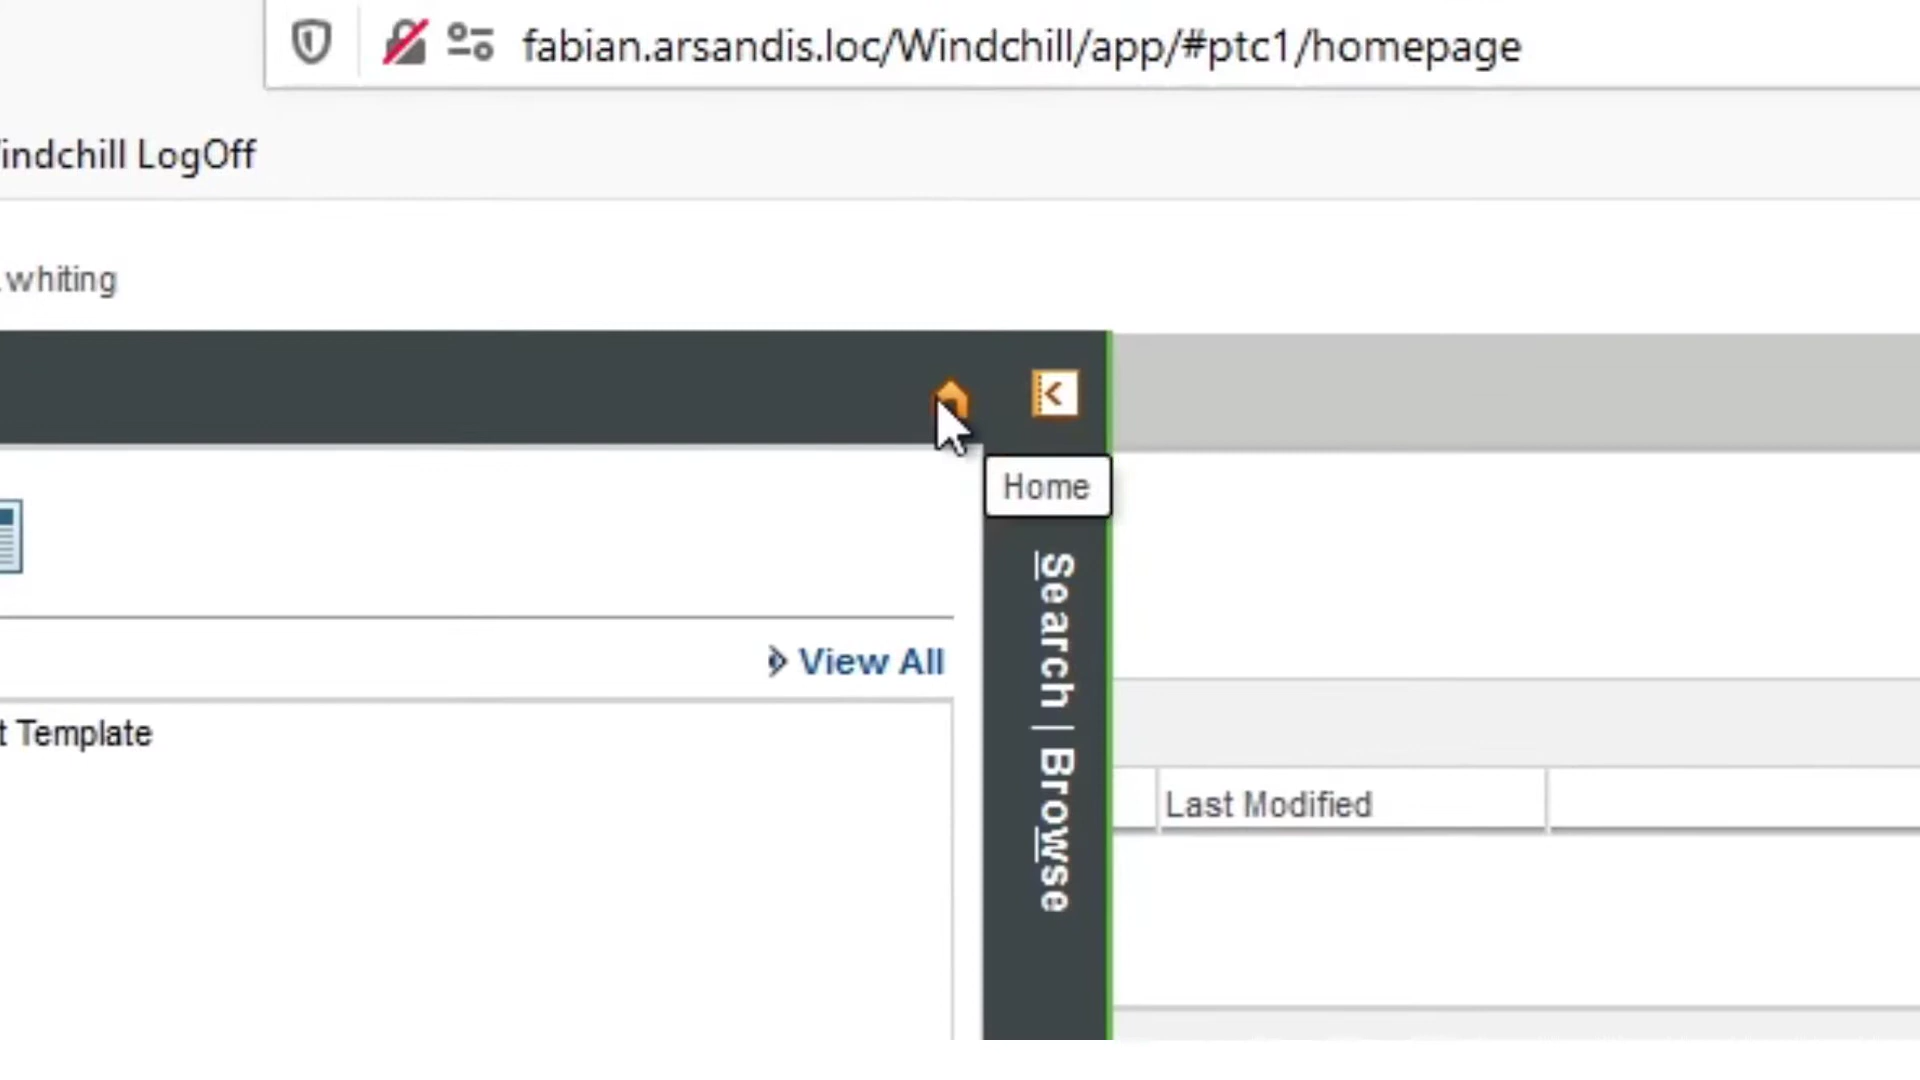 fabian.arsandis.loc/Windchill/app/#ptc1/homepage
indchill LogOff
whiting
Home
View All
t Template
Search | Browse
Last Modified